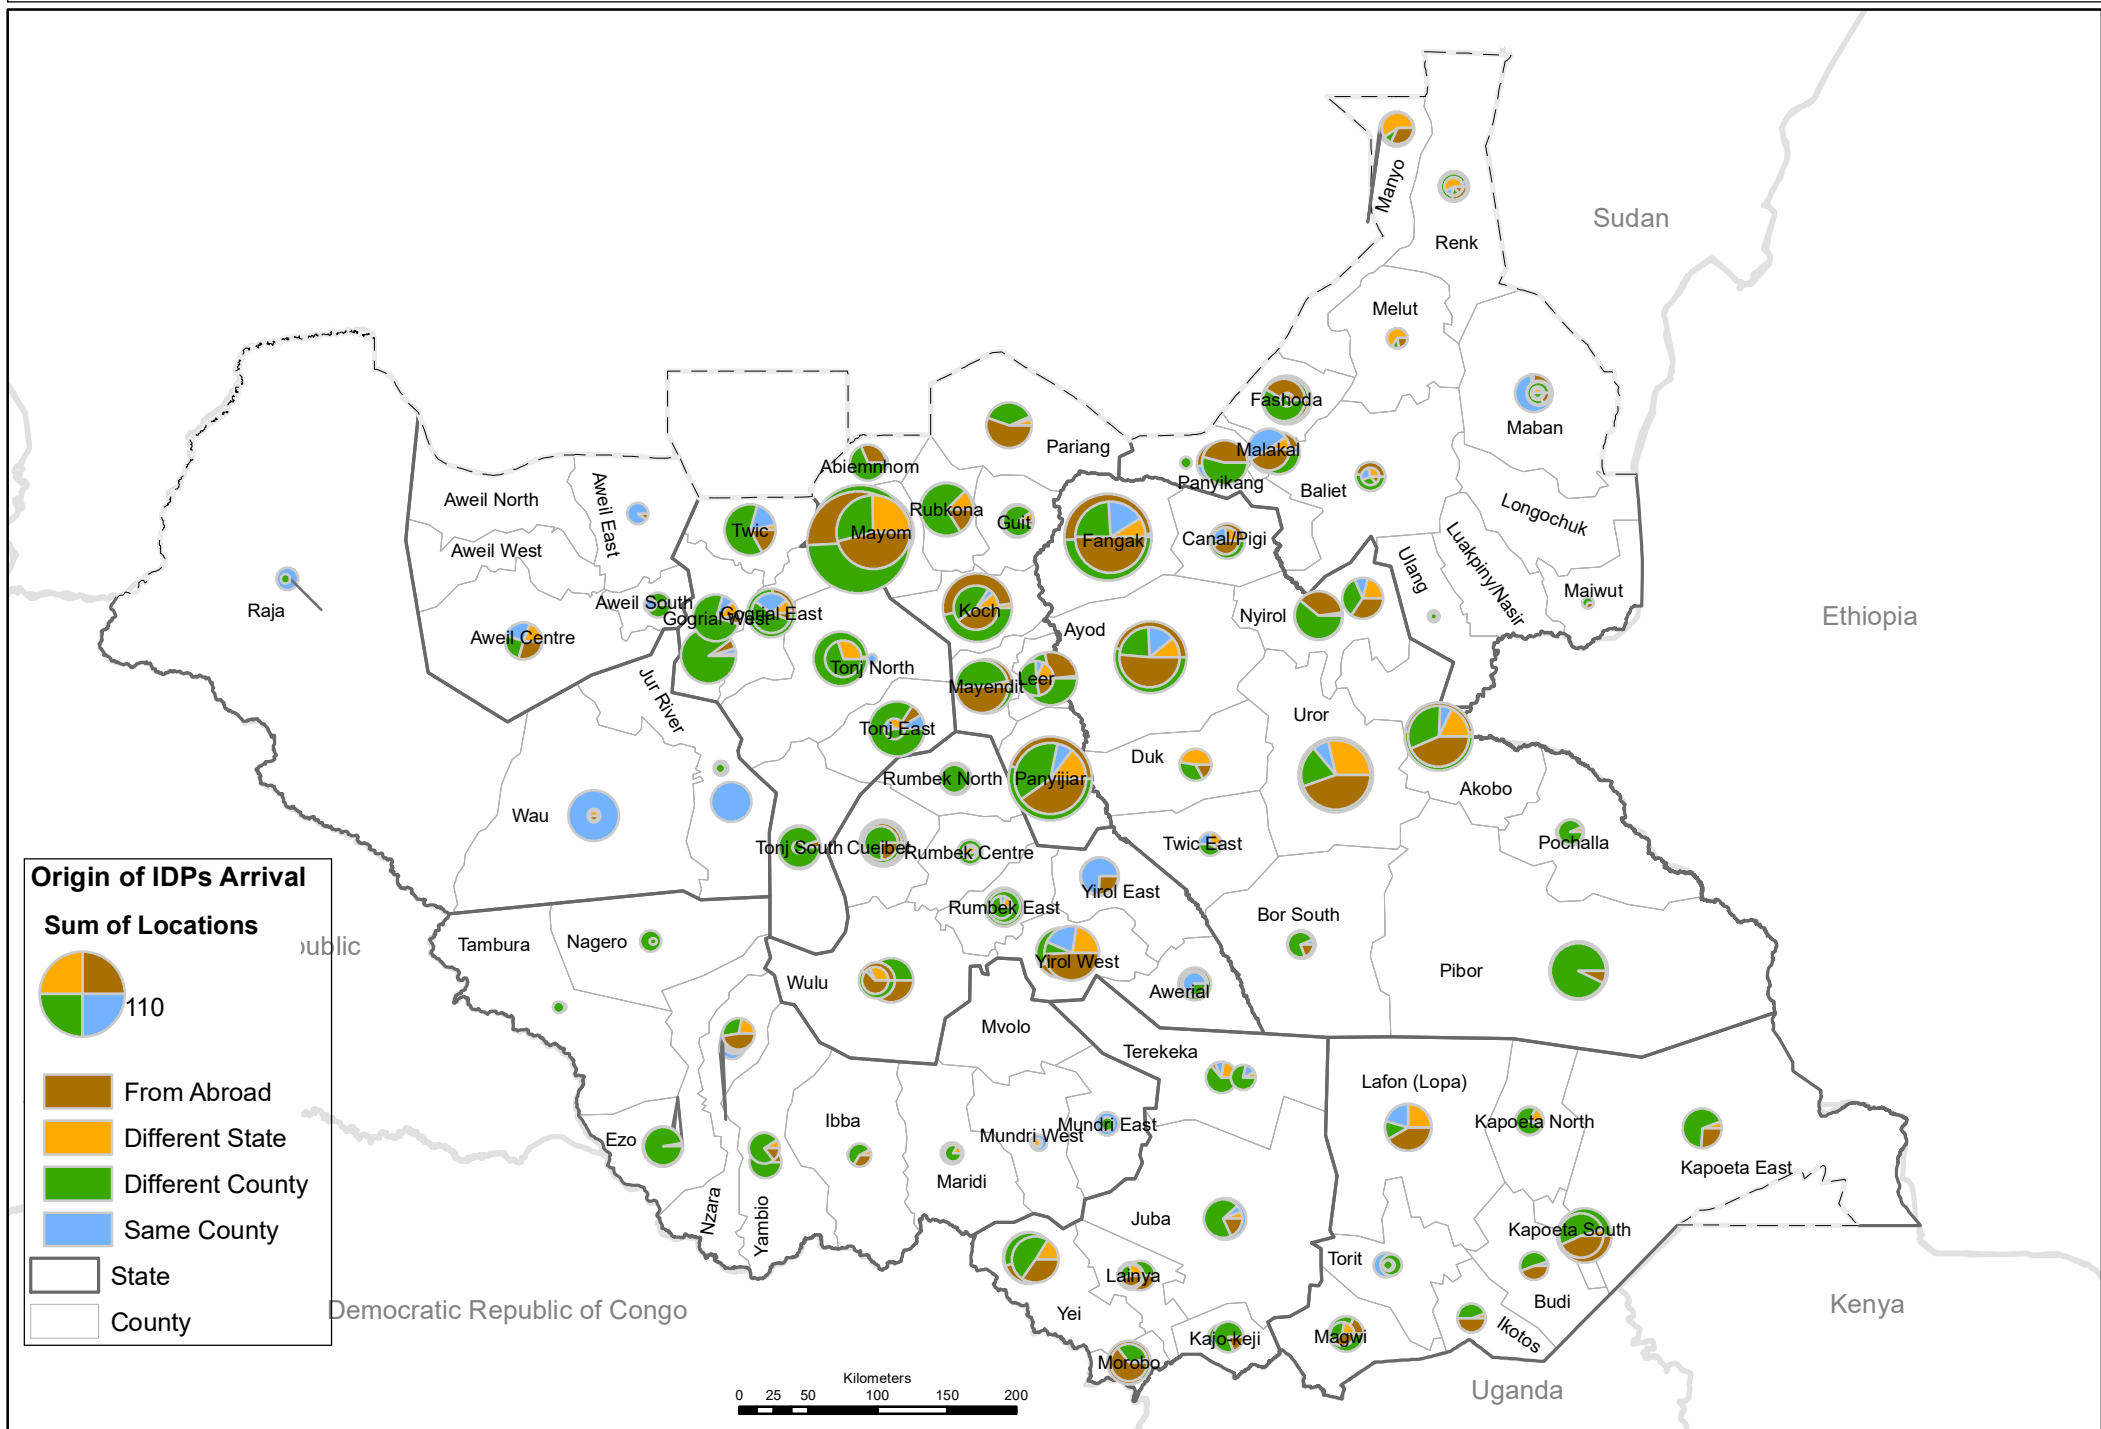 Sudan
Manyo
Renk
Melut
Fashoda
Maban
Malakal
Pariang
Abiemnhom
Panyikang
Baliet
Aweil North
Aweil East
Longochuk
Rubkona
Guit
Twic
Mayom
Fangak
Canal/Pigi
Luakpiny/Nasir
Aweil West
Ulang
Maiwut
Raja
Aweil South
Gogrial West
Gogrial East
Koch
Ayod
Nyirol
Ethiopia
Aweil Centre
Tonj North
Jur River
Mayendit
Leer
Uror
Tonj East
Duk
Rumbek North
Panyijiar
Akobo
Wau
Tonj South
Cueibet
Rumbek Centre
Twic East
Pochalla
Yirol East
Origin of IDPs Arrival
Sum of Locations
110
From Abroad
Different State
Different County
Same County
State
County
Rumbek East
Bor South
ublic
Tambura
Nagero
Yirol West
Pibor
Wulu
Awerial
Mvolo
Terekeka
Lafon (Lopa)
Ibba
Mundri East
Kapoeta North
Ezo
Mundri West
Kapoeta East
Maridi
Nzara
Yambio
Juba
Kapoeta South
Torit
Lainya
Budi
Democratic Republic of Congo
Yei
Kenya
Ikotos
Kajo-keji
Magwi
Morobo
Uganda
Kilometers
0 25 50 100 150 200